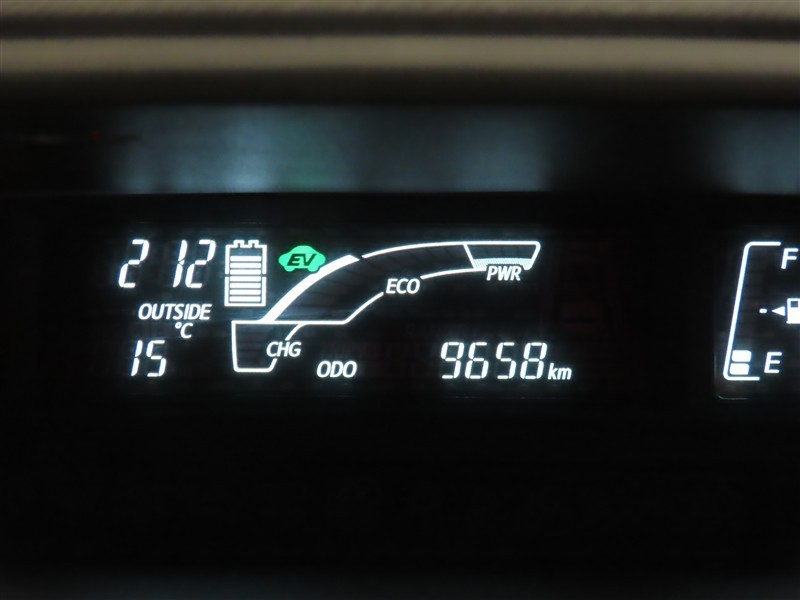 2 12
EV
PWR
ECO
OUTSIDE
°C
15
CHG
ODO
9658 km
F
E